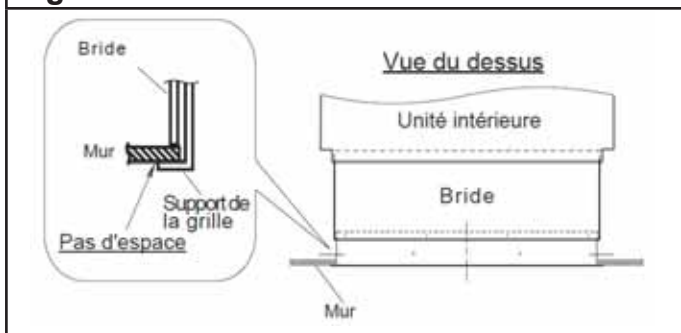 Bride
Mur
Support de
la grille
Pas d'espace
Vue du dessus
Unité intérieure
Bride
Mur